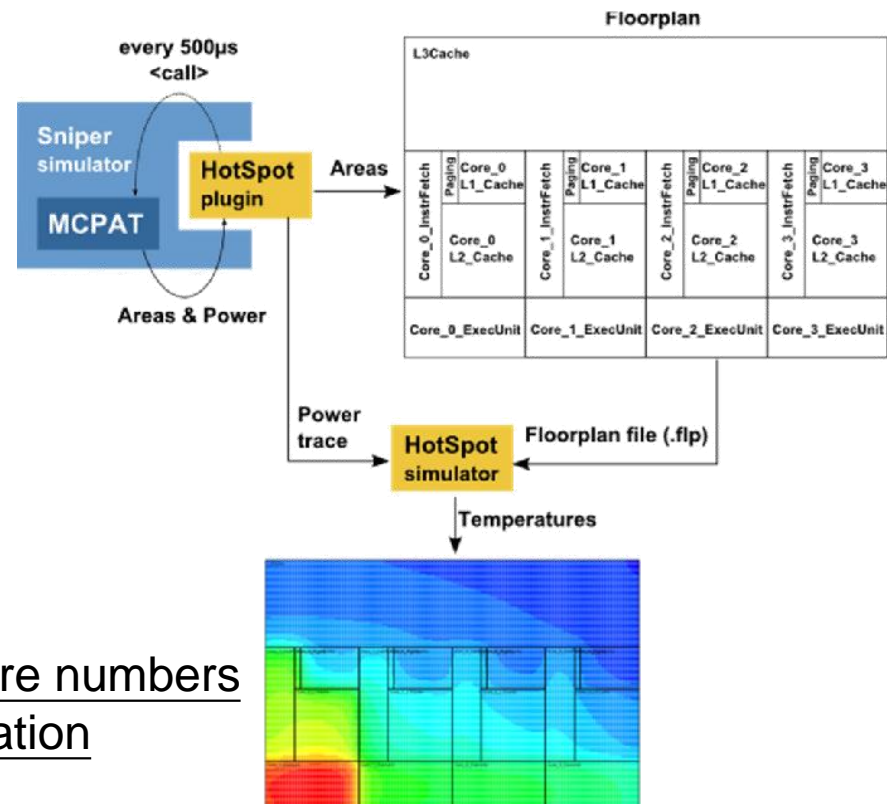 Floorplan
every 500µs
<call>
Sniper
simulator
MCPAT
HotSpot
plugin
Areas & Power
Areas
L3Cache
Core_0_InstrFetch
Paging
Core_0
L1_Cache
Core_0
L2_Cache
Core_1_InstrFetch
Paging
Core_1
L1_Cache
Core_1
L2_Cache
Core_2_InstrFetch
Paging
Core_2
L1_Cache
Core_2
L2_Cache
Core_3_InstrFetch
Paging
Core_3
L1_Cache
Core_3
L2_Cache
Core_0_ExecUnit
Core_1_ExecUnit
Core_2_ExecUnit
Core_3_ExecUnit
Power
trace
HotSpot
simulator
Floorplan file (.flp)
Temperatures
re numbers
ation